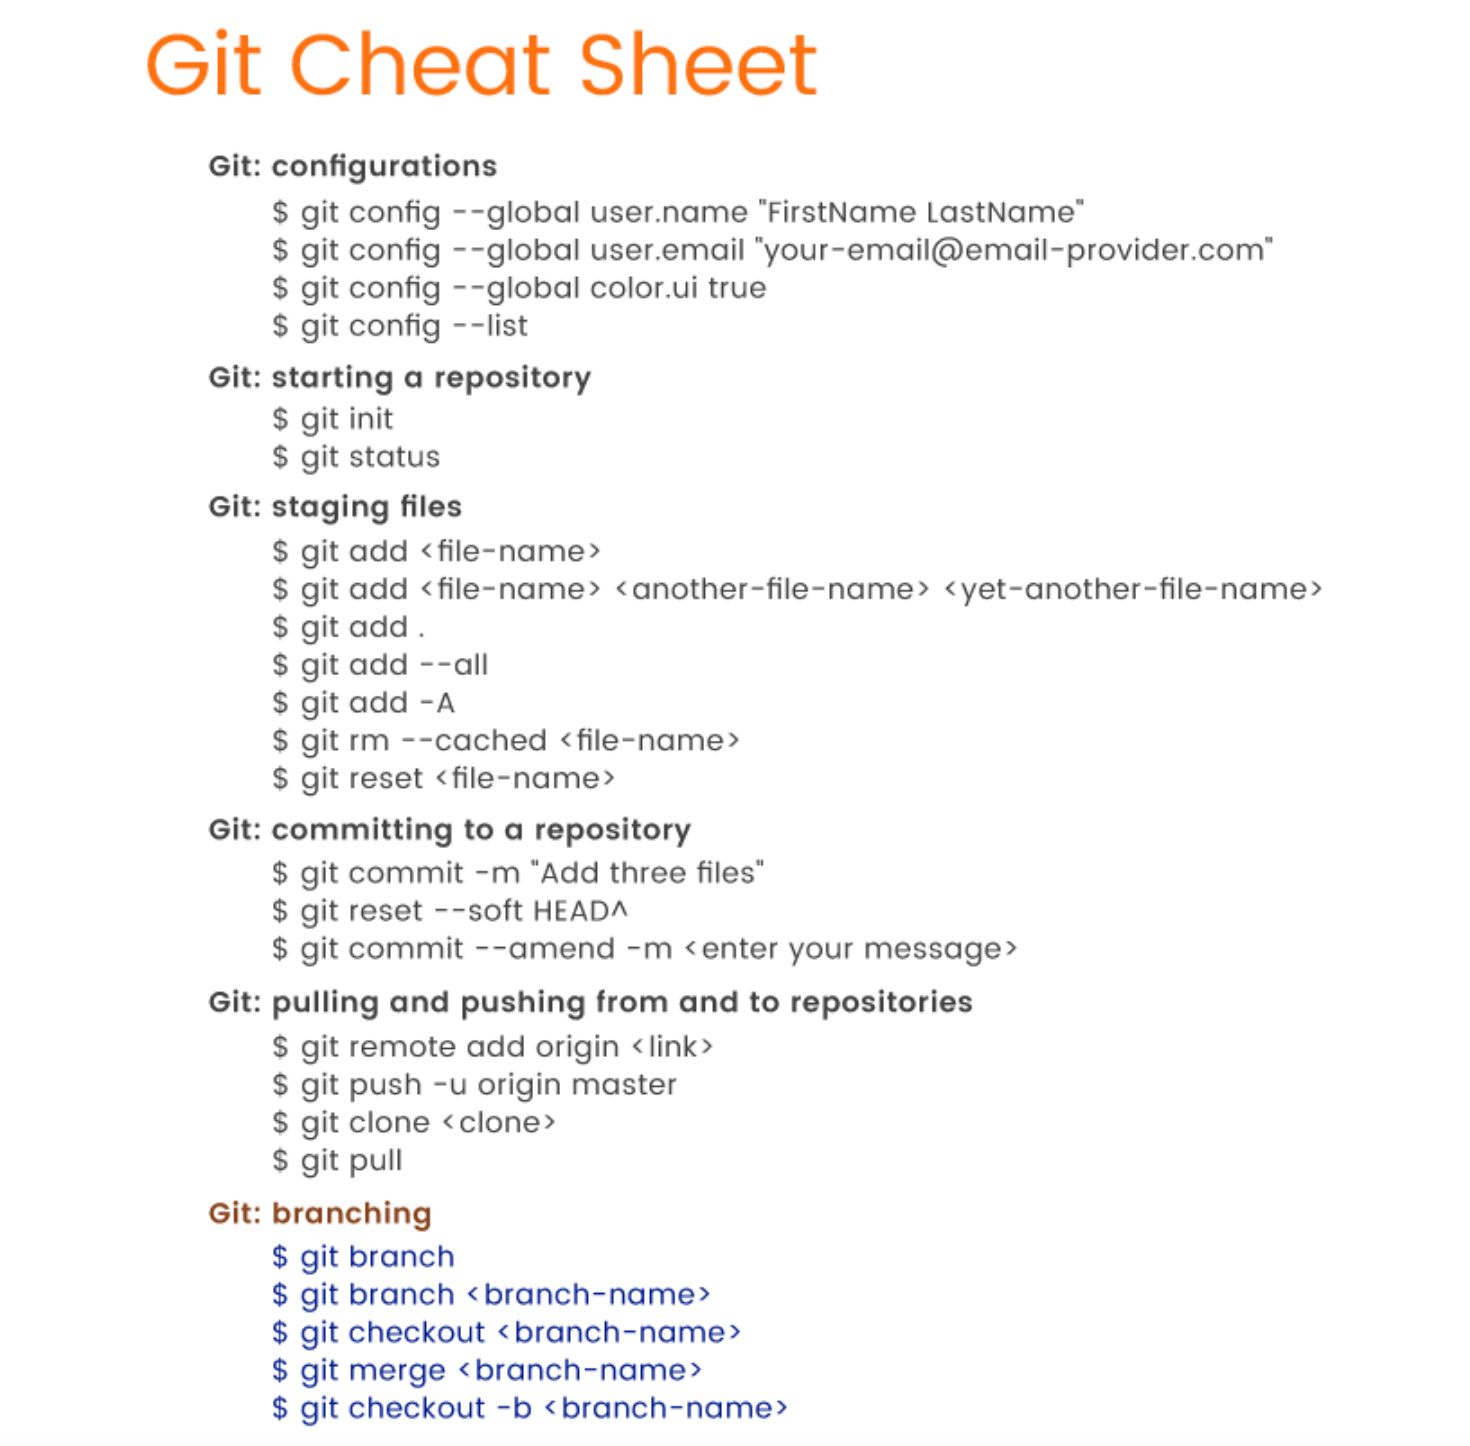 Git Cheat Sheet
Git: configurations
$ git config --global user.name "FirstName LastName"
$ git config --global user.email "your-email@email-provider.com"
$ git config --global color.ui true
$ git config --list
Git: starting a repository
$ git init
$ git status
Git: staging files
$ git add <file-name>
$ git add <file-name> <another-file-name> <yet-another-file-name>
$ git add .
$ git add --all
$ git add -A
$ git rm --cached <file-name>
$ git reset <file-name>
Git: committing to a repository
$ git commit -m "Add three files"
$ git reset --soft HEAD^
$ git commit --amend -m <enter your message>
Git: pulling and pushing from and to repositories
$ git remote add origin <link>
$ git push -u origin master
$ git clone <clone>
$ git pull
Git: branching
$ git branch
$ git branch <branch-name>
$ git checkout <branch-name>
$ git merge <branch-name>
$ git checkout -b <branch-name>